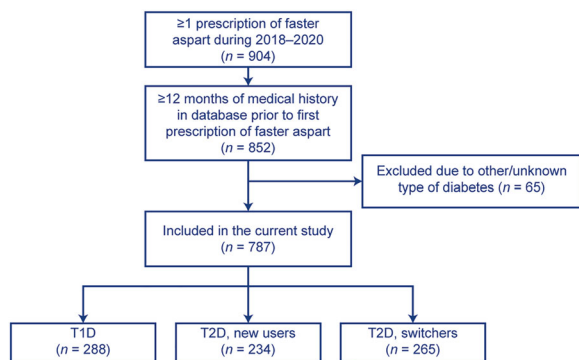 ≥1 prescription of faster
aspart during 2018–2020
(n = 904)
≥12 months of medical history
in database prior to first
prescription of faster aspart
(n = 852)
Excluded due to other/unknown
type of diabetes (n = 65)
Included in the current study
(n = 787)
T1D
(n = 288)
T2D, new users
(n = 234)
T2D, switchers
(n = 265)